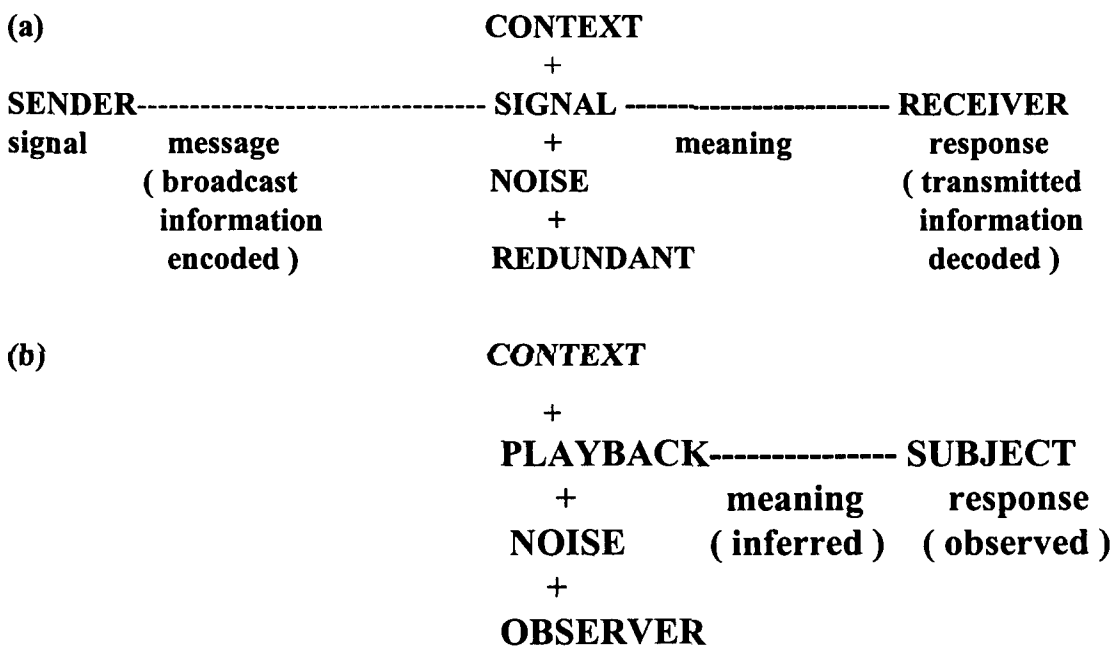 (a) CONTEXT
+
SENDER-------------------------------- SIGNAL ---------------------- RECEIVER
signal message + meaning response
( broadcast NOISE ( transmitted
information + information
encoded ) REDUNDANT decoded )
(b) CONTEXT
+
PLAYBACK--------------- SUBJECT
+ meaning response
NOISE ( inferred ) ( observed )
+
OBSERVER